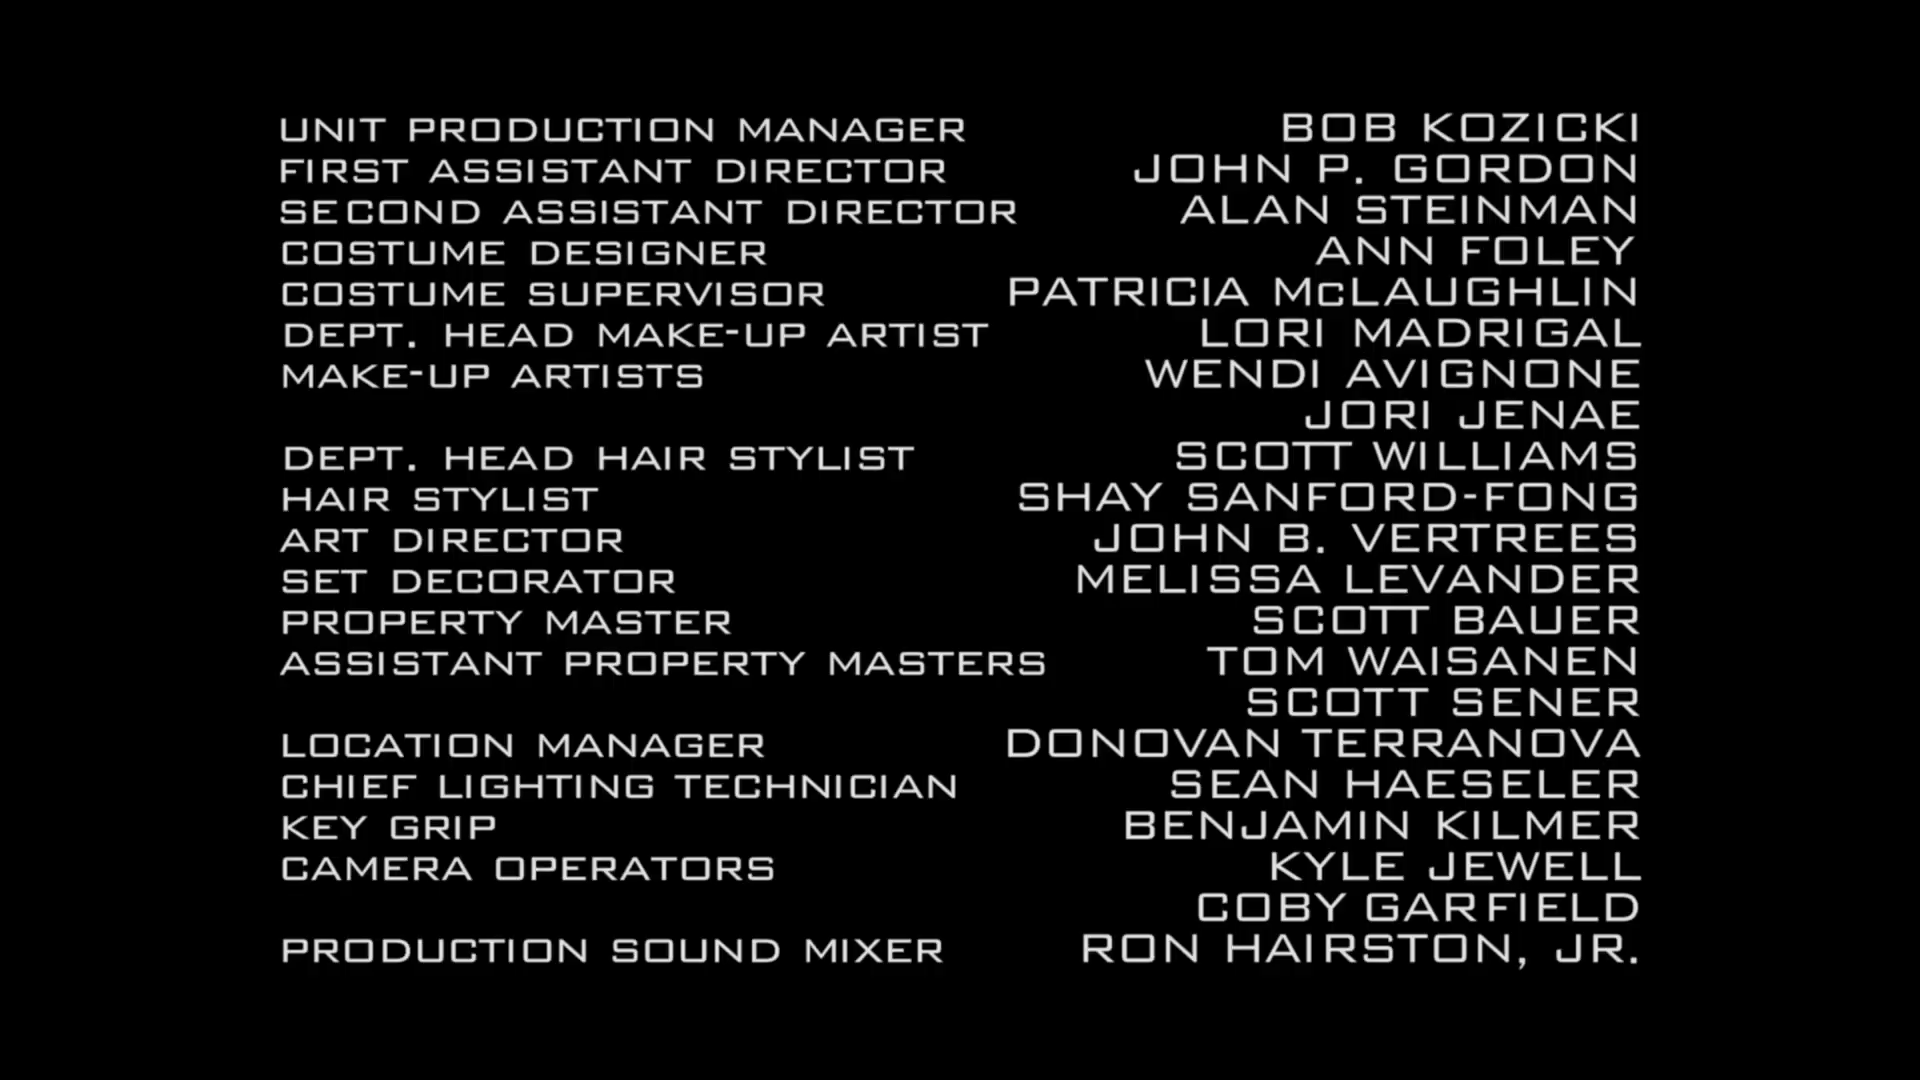 UNIT PRODUCTION MANAGER BOB KOZICKI
FIRST ASSISTANT DIRECTOR JOHN P. GORDON
SECOND ASSISTANT DIRECTOR ALAN STEINMAN
COSTUME DESIGNER ANN FOLEY
COSTUME SUPERVISOR PATRICIA McLAUGHLIN
DEPT. HEAD MAKE-UP ARTIST LORI MADRIGAL
MAKE-UP ARTISTS WENDI AVIGNONE
JORI JENAE
DEPT. HEAD HAIR STYLIST SCOTT WILLIAMS
HAIR STYLIST SHAY SANFORD-FONG
ART DIRECTOR JOHN B. VERTREES
SET DECORATOR MELISSA LEVANDER
PROPERTY MASTER SCOTT BAUER
ASSISTANT PROPERTY MASTERS TOM WAISANEN
SCOTT SENER
LOCATION MANAGER DONOVAN TERRANOVA
CHIEF LIGHTING TECHNICIAN SEAN HAESELER
KEY GRIP BENJAMIN KILMER
CAMERA OPERATORS KYLE JEWELL
COBY GARFIELD
PRODUCTION SOUND MIXER RON HAIRSTON, JR.